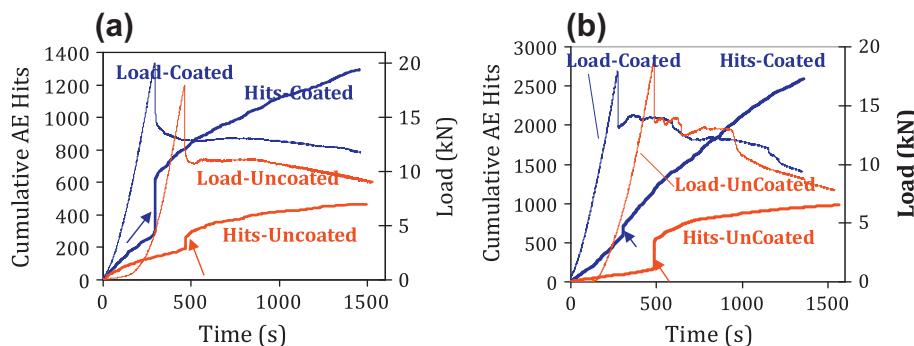 (a)
1400
1200
1000
800
600
400
200
0
Cumulative AE Hits
20
15
10
5
0
Load (kN)
0
500
1000
1500
Time (s)
Load-Coated
Hits-Coated
Load-Uncoated
Hits-Uncoated
(b)
3000
2500
2000
1500
1000
500
0
Cumulative AE Hits
20
15
10
5
0
Load (kN)
0
500
1000
1500
Time (s)
Load-Coated
Hits-Coated
Load-UnCoated
Hits-UnCoated